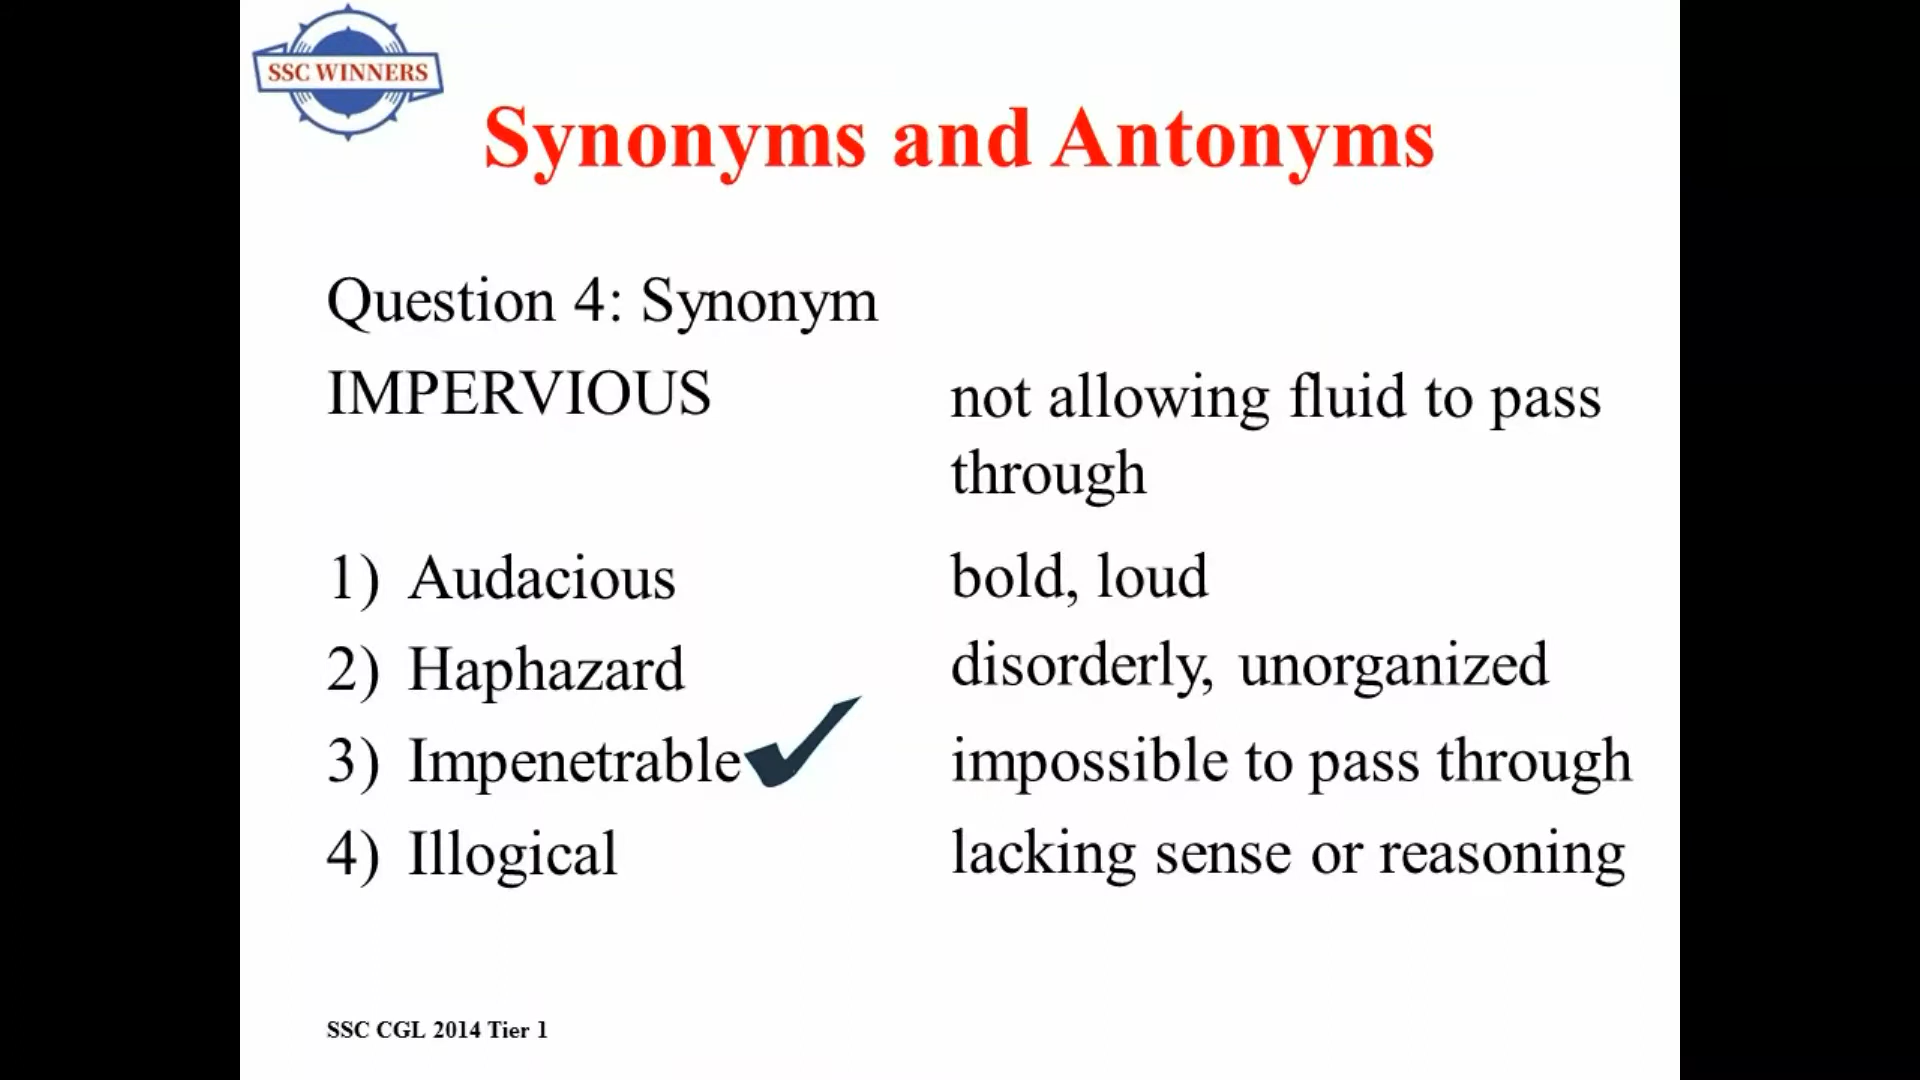 SSC WINNERS
Synonyms and Antonyms
Question 4: Synonym
IMPERVIOUS
not allowing fluid to pass
through
1) Audacious
bold, loud
2) Haphazard
disorderly, unorganized
3) Impenetrable
impossible to pass through
4) Illogical
lacking sense or reasoning
SSC CGL 2014 Tier 1